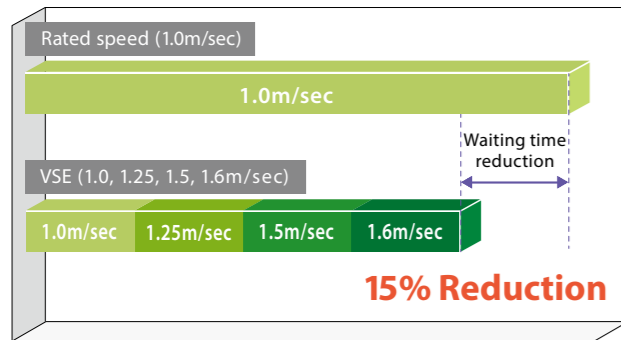 Rated speed (1.0m/sec)
1.0m/sec
Waiting time
reduction
VSE (1.0, 1.25, 1.5, 1.6m/sec)
1.0m/sec 1.25m/sec 1.5m/sec 1.6m/sec
15% Reduction